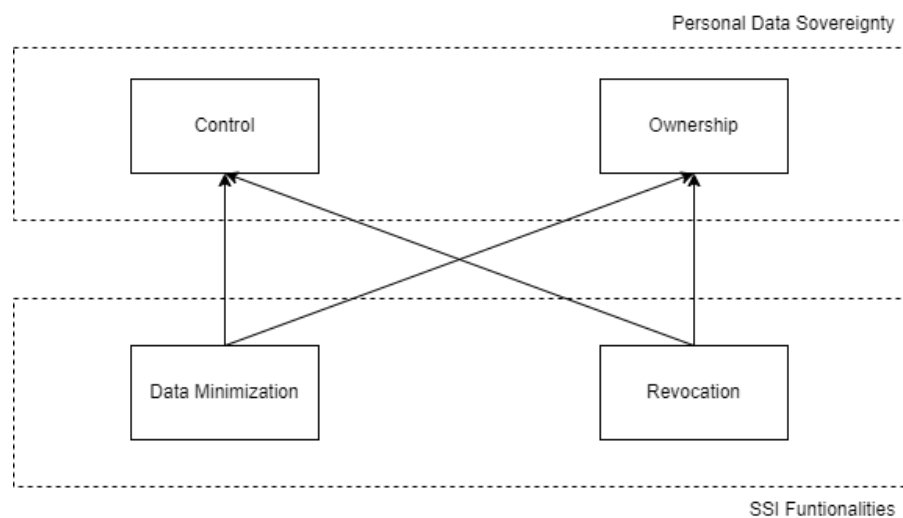 Personal Data Sovereignty
Control
Ownership
Data Minimization
Revocation
SSI Funtionalities